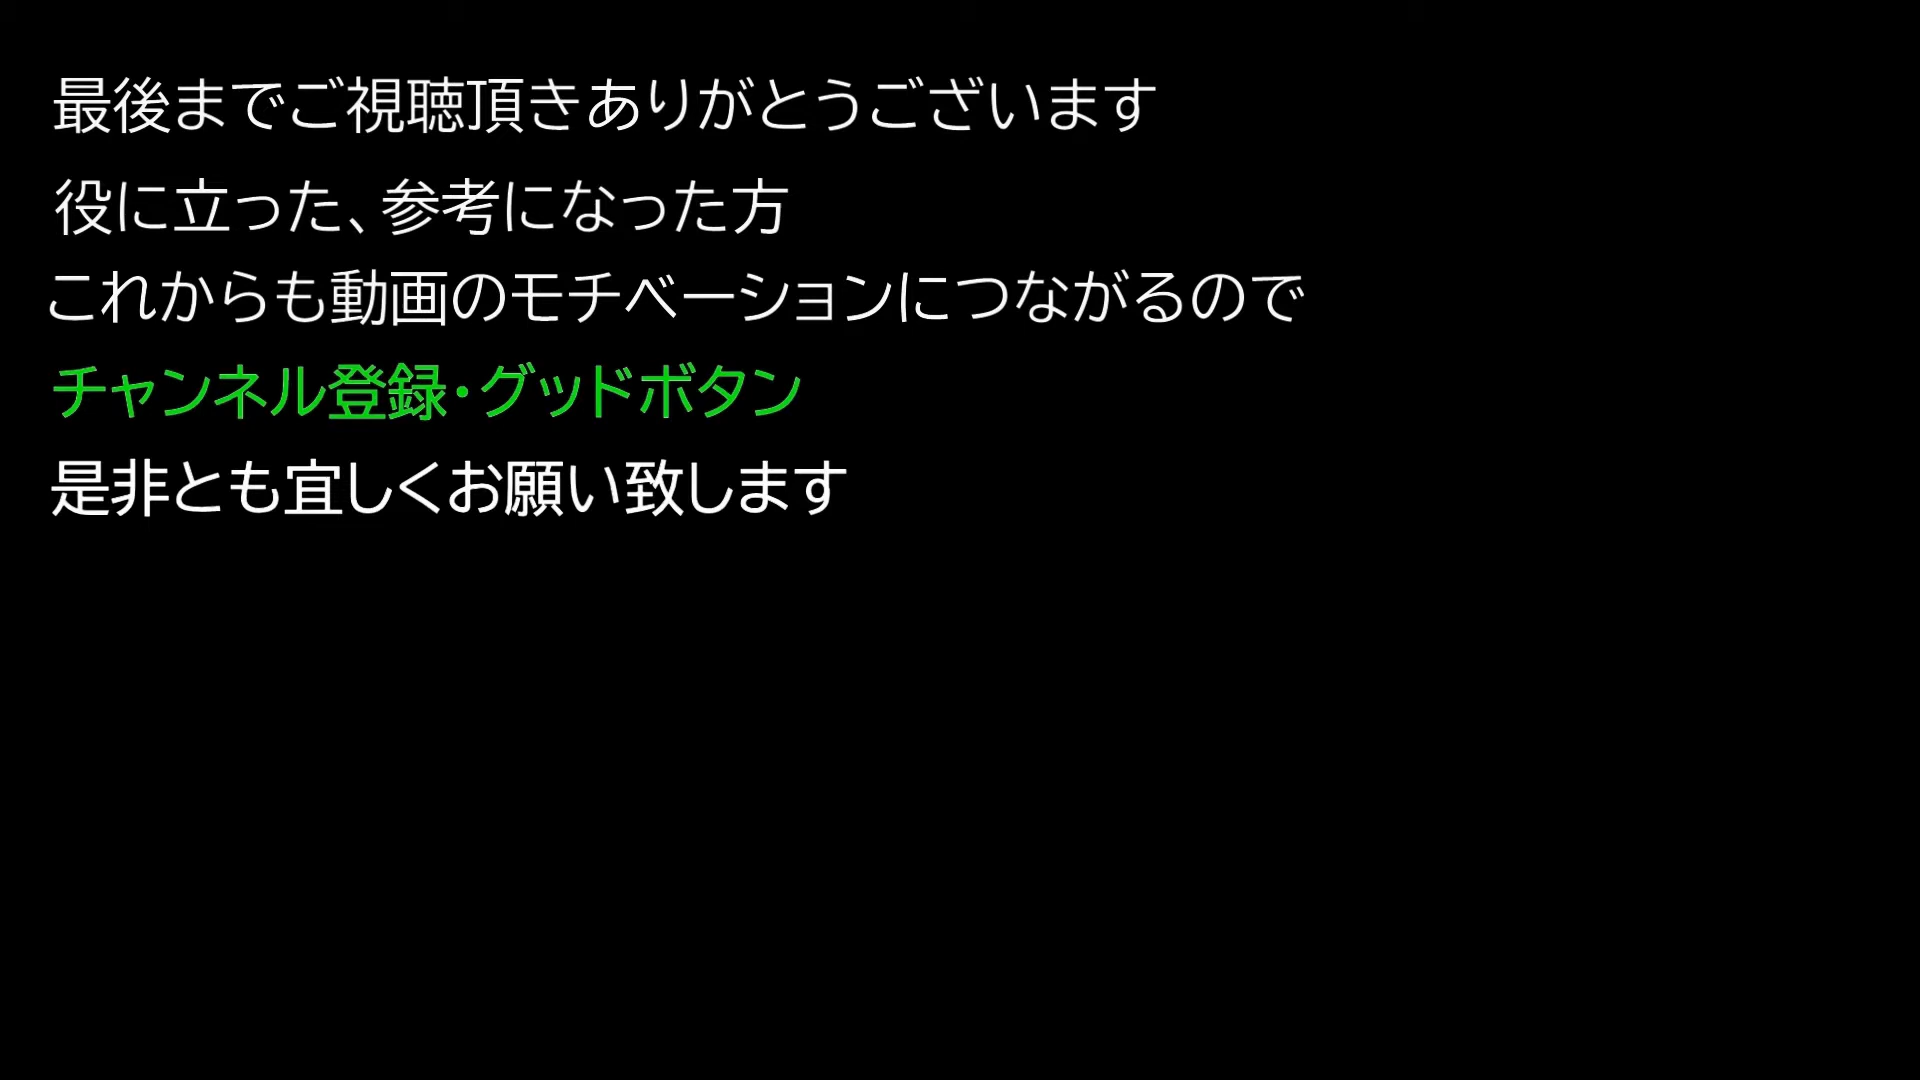 最後までご視聴頂きありがとうございます
役に立った、参考になった方
これからも動画のモチベーションにつながるので
チャンネル登録・グッドボタン
是非とも宜しくお願い致します